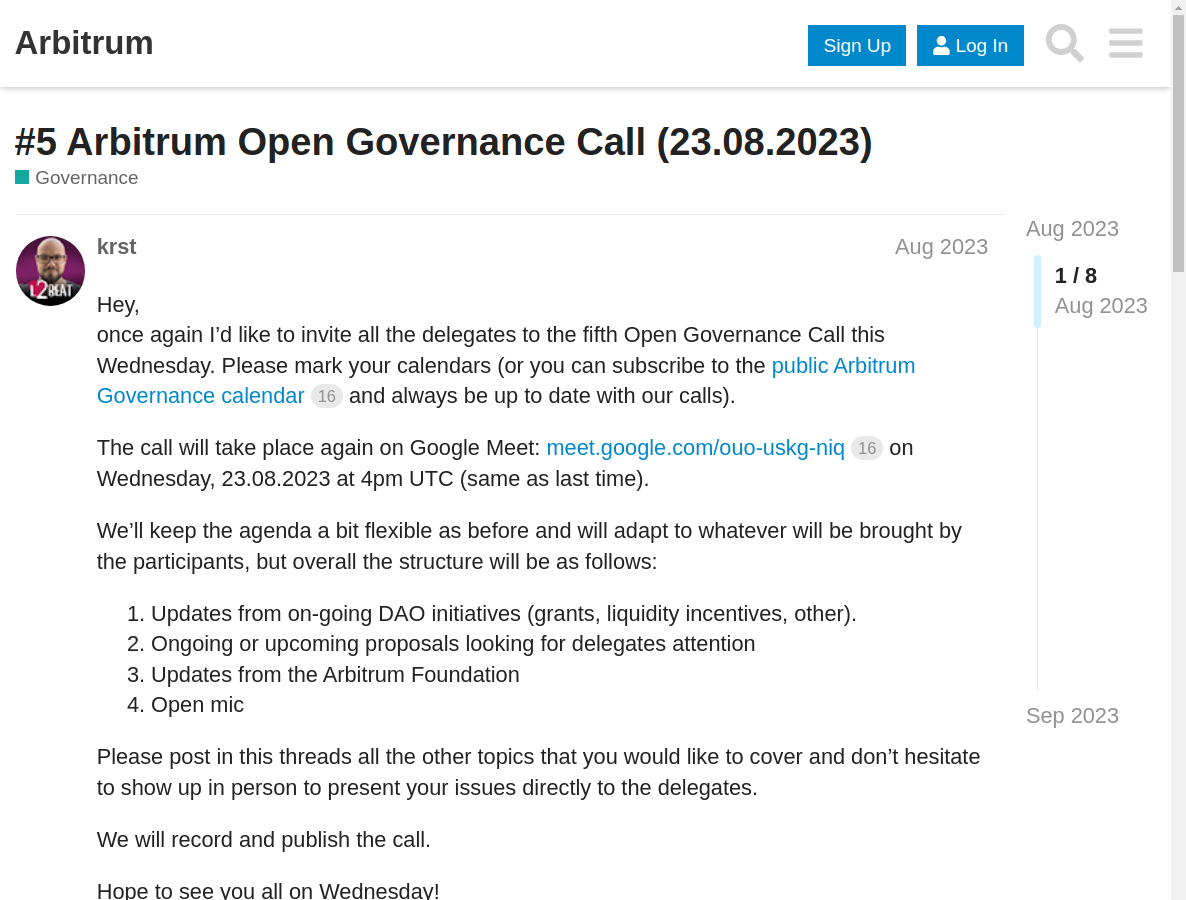 Arbitrum
Sign Up
Log In
#5 Arbitrum Open Governance Call (23.08.2023)
Governance
krst
Aug 2023
L2BEAT
Hey,
once again I’d like to invite all the delegates to the fifth Open Governance Call this
Wednesday. Please mark your calendars (or you can subscribe to the public Arbitrum
Governance calendar 16 and always be up to date with our calls).
The call will take place again on Google Meet: meet.google.com/ouo-uskg-niq 16 on
Wednesday, 23.08.2023 at 4pm UTC (same as last time).
We’ll keep the agenda a bit flexible as before and will adapt to whatever will be brought by
the participants, but overall the structure will be as follows:
1. Updates from on-going DAO initiatives (grants, liquidity incentives, other).
2. Ongoing or upcoming proposals looking for delegates attention
3. Updates from the Arbitrum Foundation
4. Open mic
Please post in this threads all the other topics that you would like to cover and don’t hesitate
to show up in person to present your issues directly to the delegates.
We will record and publish the call.
Hope to see you all on Wednesday!
Aug 2023
1 / 8
Aug 2023
Sep 2023